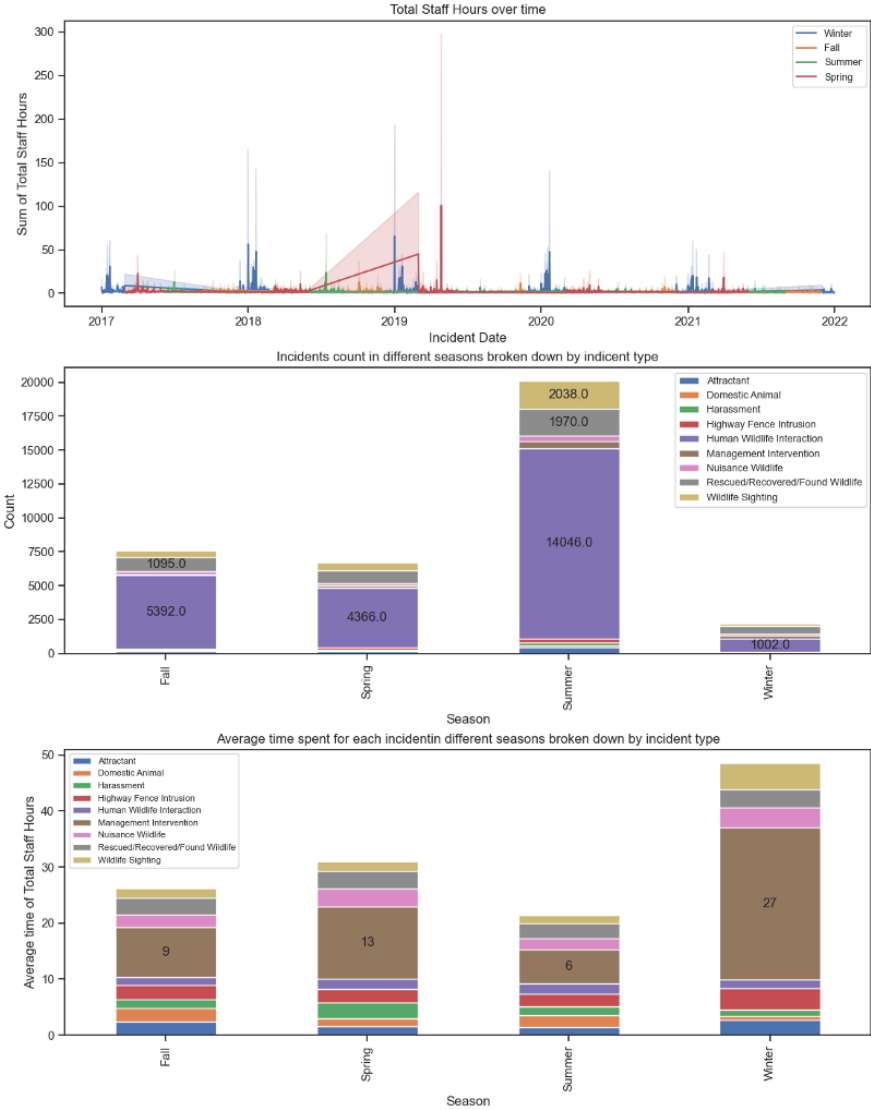 Total Staff Hours over time
Sum of Total Staff Hours
300
250
200
150
100
50
0
Winter
Fall
Summer
Spring
2017
2018
2019
2020
2021
2022
Incident Date
Incidents count in different seasons broken down by indicent type
Count
20000
17500
15000
12500
10000
7500
5000
2500
0
Attractant
Domestic Animal
Harassment
Highway Fence Intrusion
Human Wildlife Interaction
Management Intervention
Nuisance Wildlife
Rescued/Recovered/Found Wildlife
Wildlife Sighting
1095.0
5392.0
4366.0
2038.0
1970.0
14046.0
1002.0
Fall
Spring
Summer
Winter
Season
Average time spent for each incidentin different seasons broken down by incident type
Average time of Total Staff Hours
50
40
30
20
10
0
Attractant
Domestic Animal
Harassment
Highway Fence Intrusion
Human Wildlife Interaction
Management Intervention
Nuisance Wildlife
Rescued/Recovered/Found Wildlife
Wildlife Sighting
9
13
6
27
Fall
Spring
Summer
Winter
Season